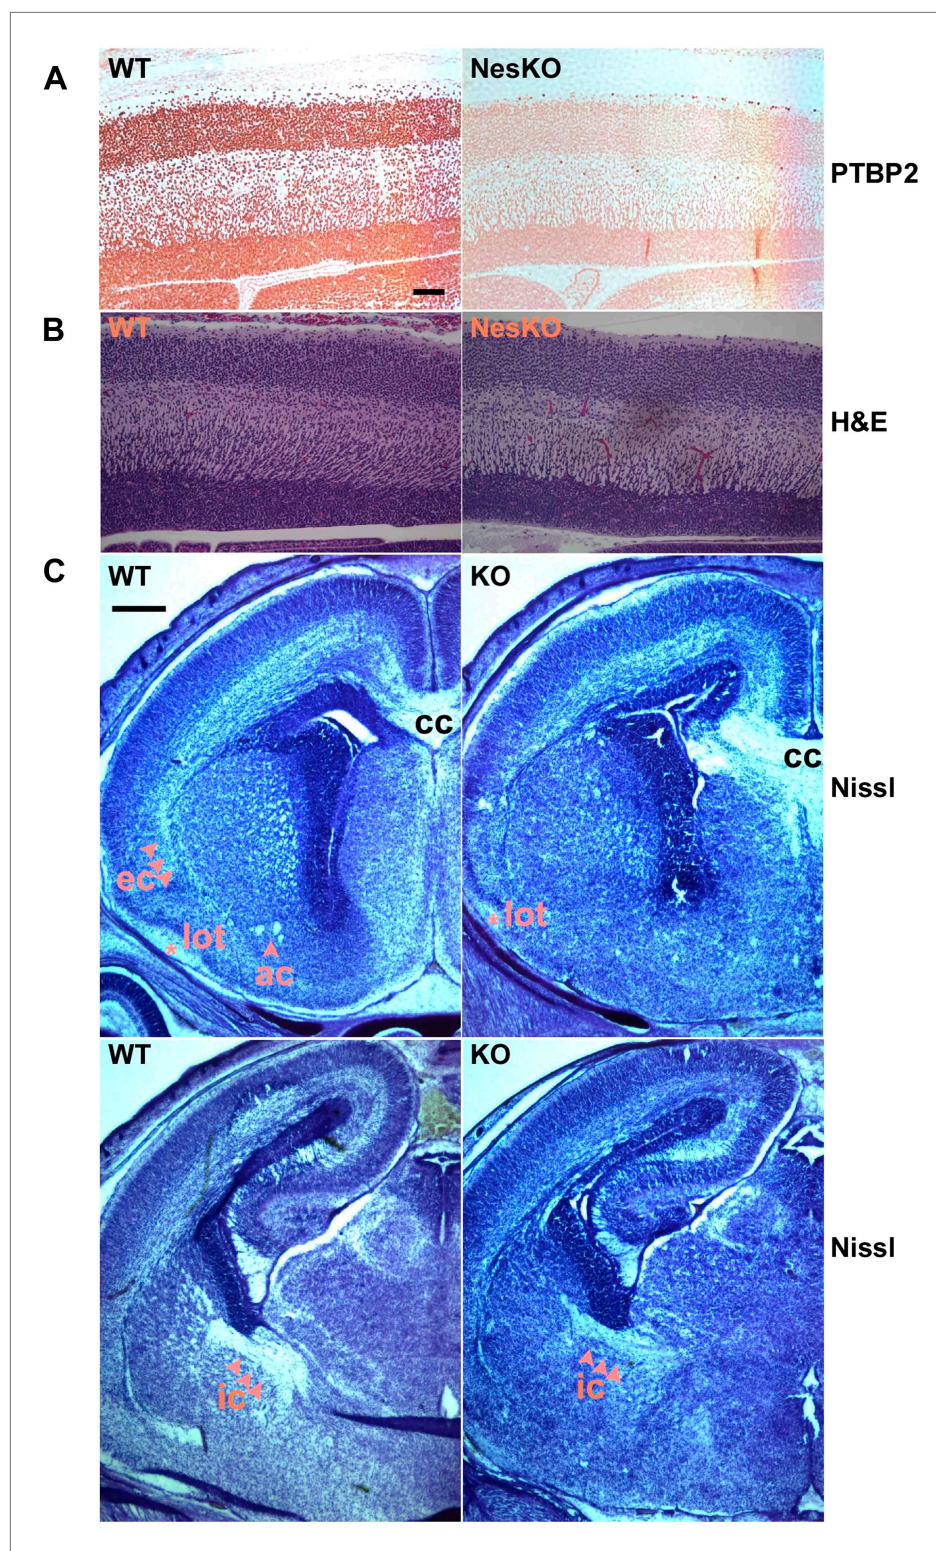 A
WT
NesKO
PTBP2
B
WT
NesKO
H&E
C
WT
KO
cc
cc
Nissl
ec
*lot
*lot
ac
WT
KO
Nissl
ic
ic